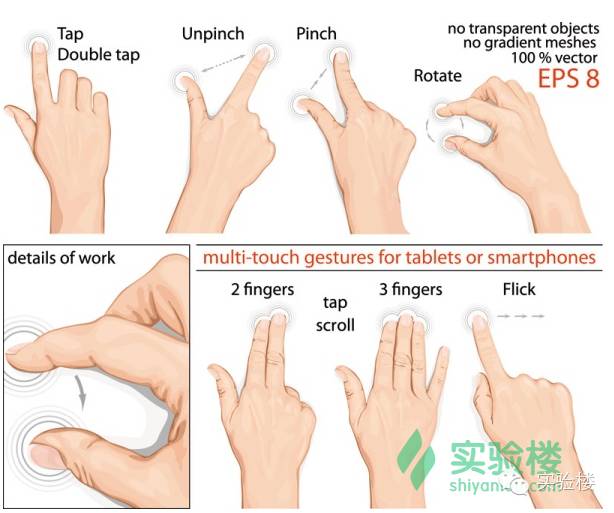 Tap
Double tap
Unpinch
Pinch
no transparent objects
no gradient meshes
100 % vector
EPS 8
Rotate
details of work
multi-touch gestures for tablets or smartphones
2 fingers
tap
scroll
3 fingers
Flick
实验楼
shiyan
实验楼